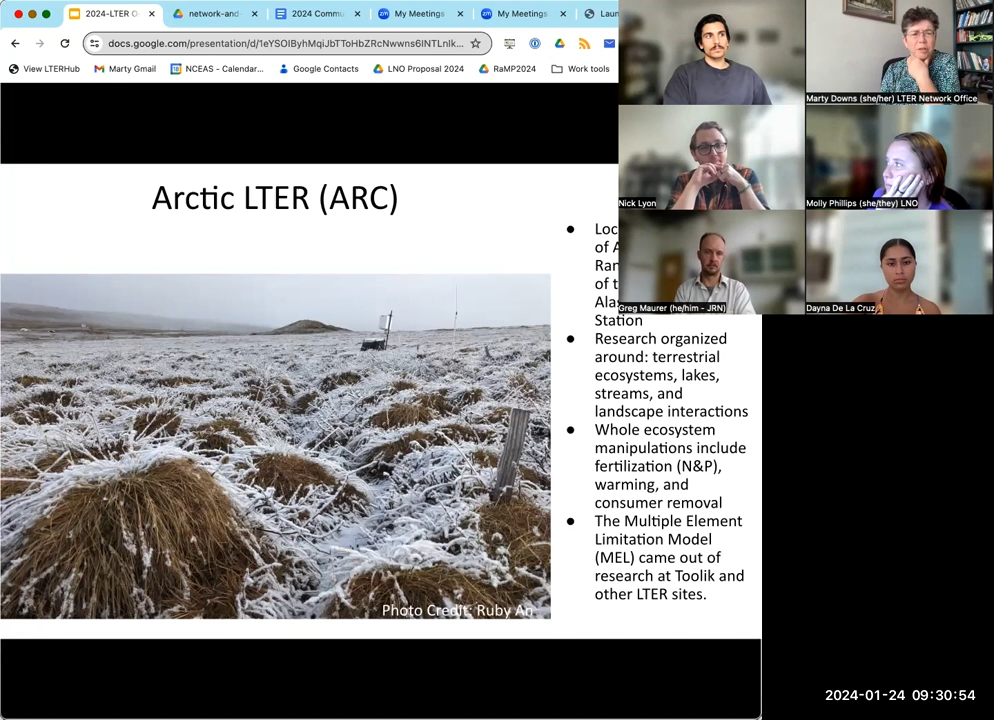 2024-LTER O
network-and-
2024 Commu
My Meetings
My Meetings
Laun
docs.google.com/presentation/d/1eYSOIByhMqiJbTToHbZRcNwwns6INTLnIk...
View LTERHub
Marty Gmail
NCEAS - Calendar...
Google Contacts
LNO Proposal 2024
RaMP2024
Work tools
Marty Downs (she/her) LTER Network Office
Nick Lyon
Molly Phillips (she/they) LNO
Greg Maurer (he/him - JRN)
Dayna De La Cruz
Arctic LTER (ARC)
● Loc
of A
Ran
of t
Alas
Station
● Research organized
around: terrestrial
ecosystems, lakes,
streams, and
landscape interactions
● Whole ecosystem
manipulations include
fertilization (N&P),
warming, and
consumer removal
● The Multiple Element
Limitation Model
(MEL) came out of
research at Toolik and
other LTER sites.
Photo Credit: Ruby An
2024-01-24 09:30:54